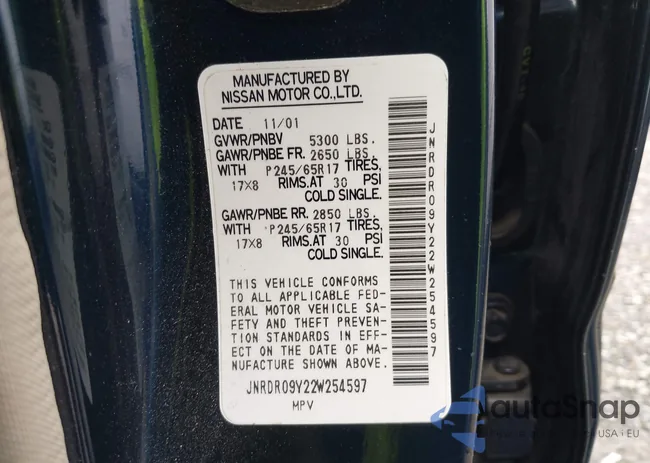 MANUFACTURED BY
NISSAN MOTOR CO.,LTD.
DATE 11/01
GVWR/PNBV 5300 LBS.
GAWR/PNBE FR. 2650 LBS.
WITH P245/65R17 TIRES,
17X8 RIMS.AT 30 PSI
COLD SINGLE.
GAWR/PNBE RR. 2850 LBS.
WITH P245/65R17 TIRES,
17X8 RIMS.AT 30 PSI
COLD SINGLE.
THIS VEHICLE CONFORMS
TO ALL APPLICABLE FED-
ERAL MOTOR VEHICLE SA-
FETY AND THEFT PREVEN-
TION STANDARDS IN EFF-
ECT ON THE DATE OF MA-
NUFACTURE SHOWN ABOVE.
JNRDR09Y22W254597
MPV
JNRDR09Y22W254597
AutaSnap
USA i EU